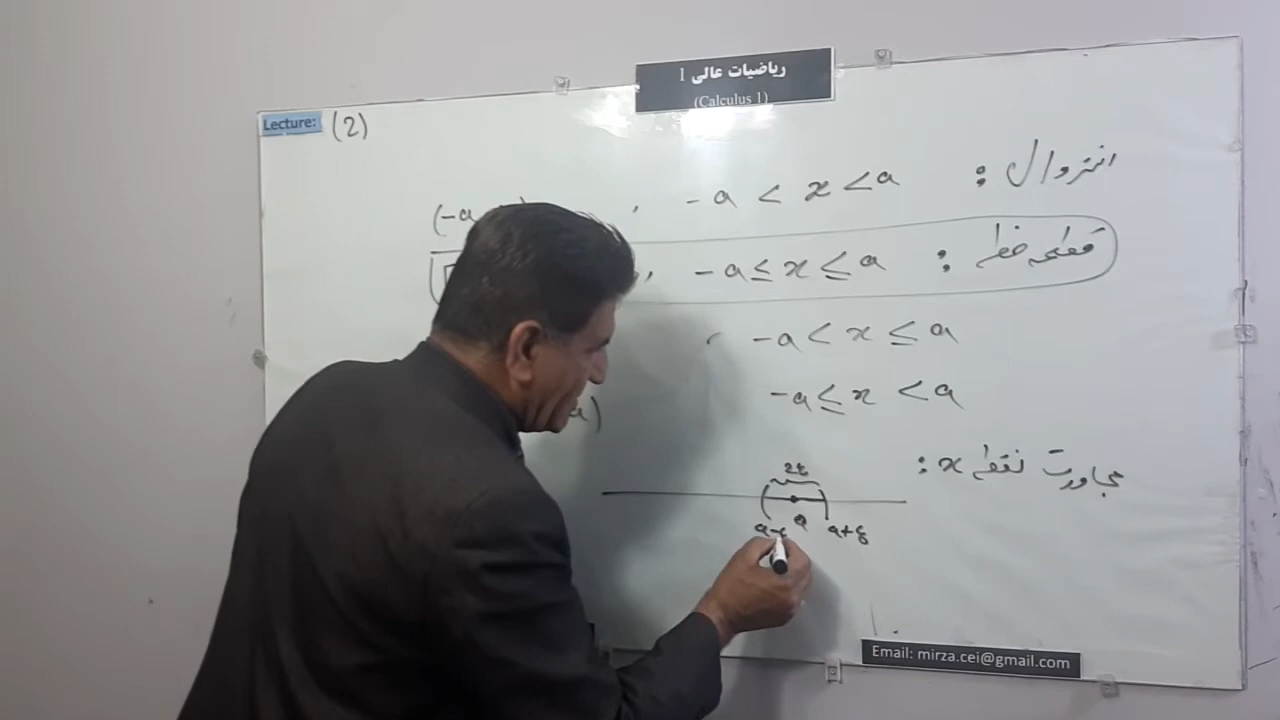 ریاضیات عالی 1
(Calculus 1)
Lecture: (2)
انتروال : -a < x < a , (-a
قطعه خط : -a ≤ x ≤ a , [
-a < x ≤ a ,
-a ≤ x < a
a)
مجاورت نقطه x :
2ε
a-ε a a+ε
Email: mirza.cei@gmail.com